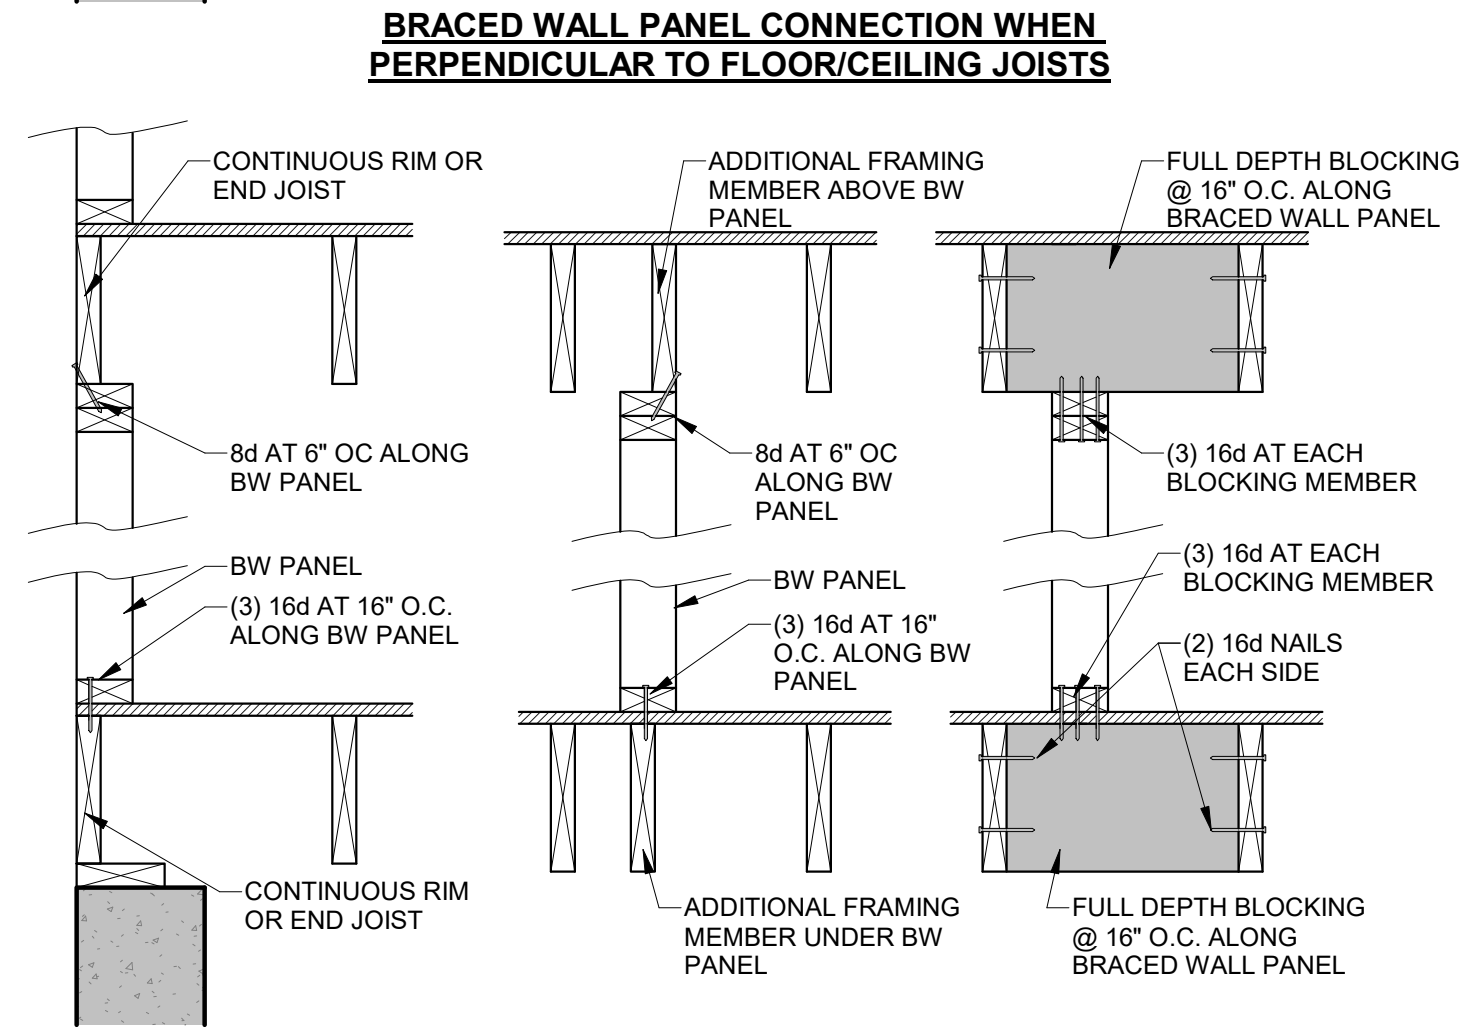 BRACED WALL PANEL CONNECTION WHEN
PERPENDICULAR TO FLOOR/CEILING JOISTS
CONTINUOUS RIM OR
END JOIST
8d AT 6" OC ALONG
BW PANEL
BW PANEL
(3) 16d AT 16" O.C.
ALONG BW PANEL
CONTINUOUS RIM
OR END JOIST
ADDITIONAL FRAMING
MEMBER ABOVE BW
PANEL
8d AT 6" OC
ALONG BW
PANEL
BW PANEL
(3) 16d AT 16"
O.C. ALONG BW
PANEL
ADDITIONAL FRAMING
MEMBER UNDER BW
PANEL
FULL DEPTH BLOCKING
@ 16" O.C. ALONG
BRACED WALL PANEL
(3) 16d AT EACH
BLOCKING MEMBER
(3) 16d AT EACH
BLOCKING MEMBER
(2) 16d NAILS
EACH SIDE
FULL DEPTH BLOCKING
@ 16" O.C. ALONG
BRACED WALL PANEL